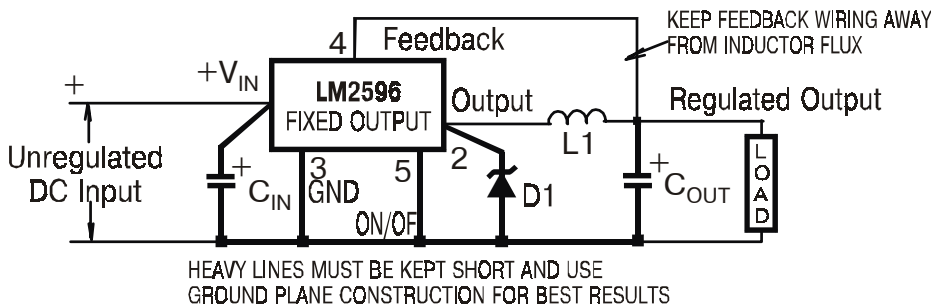 KEEP FEEDBACK WIRING AWAY
FROM INDUCTOR FLUX
4 Feedback
+VIN
+
LM2596
FIXED OUTPUT
Output
L1
Regulated Output
Unregulated
DC Input
+
CIN
3
GND
5
ON/OF
2
D1
+
COUT
LOAD
HEAVY LINES MUST BE KEPT SHORT AND USE
GROUND PLANE CONSTRUCTION FOR BEST RESULTS